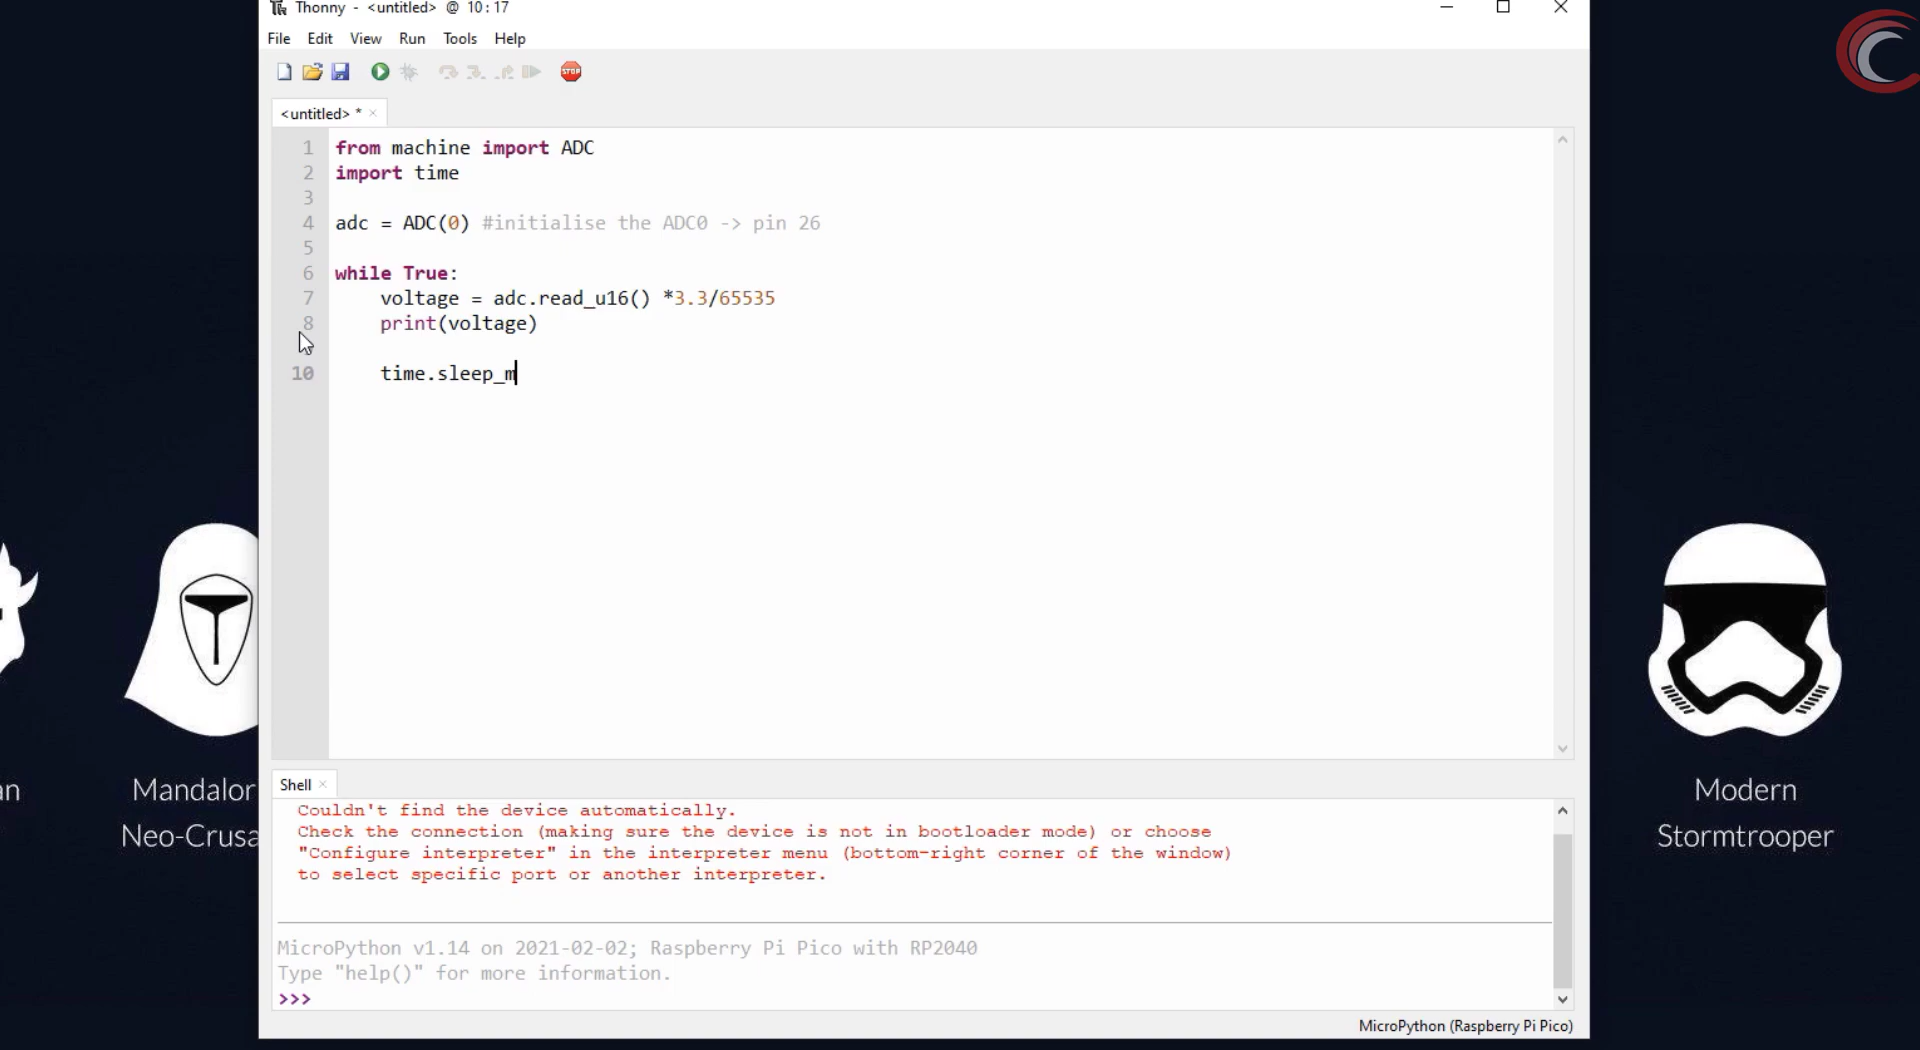 Thonny - <untitled> @ 10:17
File Edit View Run Tools Help
STOP
<untitled> *
1 from machine import ADC
2 import time
3
4 adc = ADC(0) #initialise the ADC0 -> pin 26
5
6 while True:
7 voltage = adc.read_u16() *3.3/65535
8 print(voltage)
10 time.sleep_m
an
Mandalor
Neo-Crusa
Modern
Stormtrooper
Shell
Couldn't find the device automatically.
Check the connection (making sure the device is not in bootloader mode) or choose
"Configure interpreter" in the interpreter menu (bottom-right corner of the window)
to select specific port or another interpreter.
MicroPython v1.14 on 2021-02-02; Raspberry Pi Pico with RP2040
Type "help()" for more information.
>>>
MicroPython (Raspberry Pi Pico)